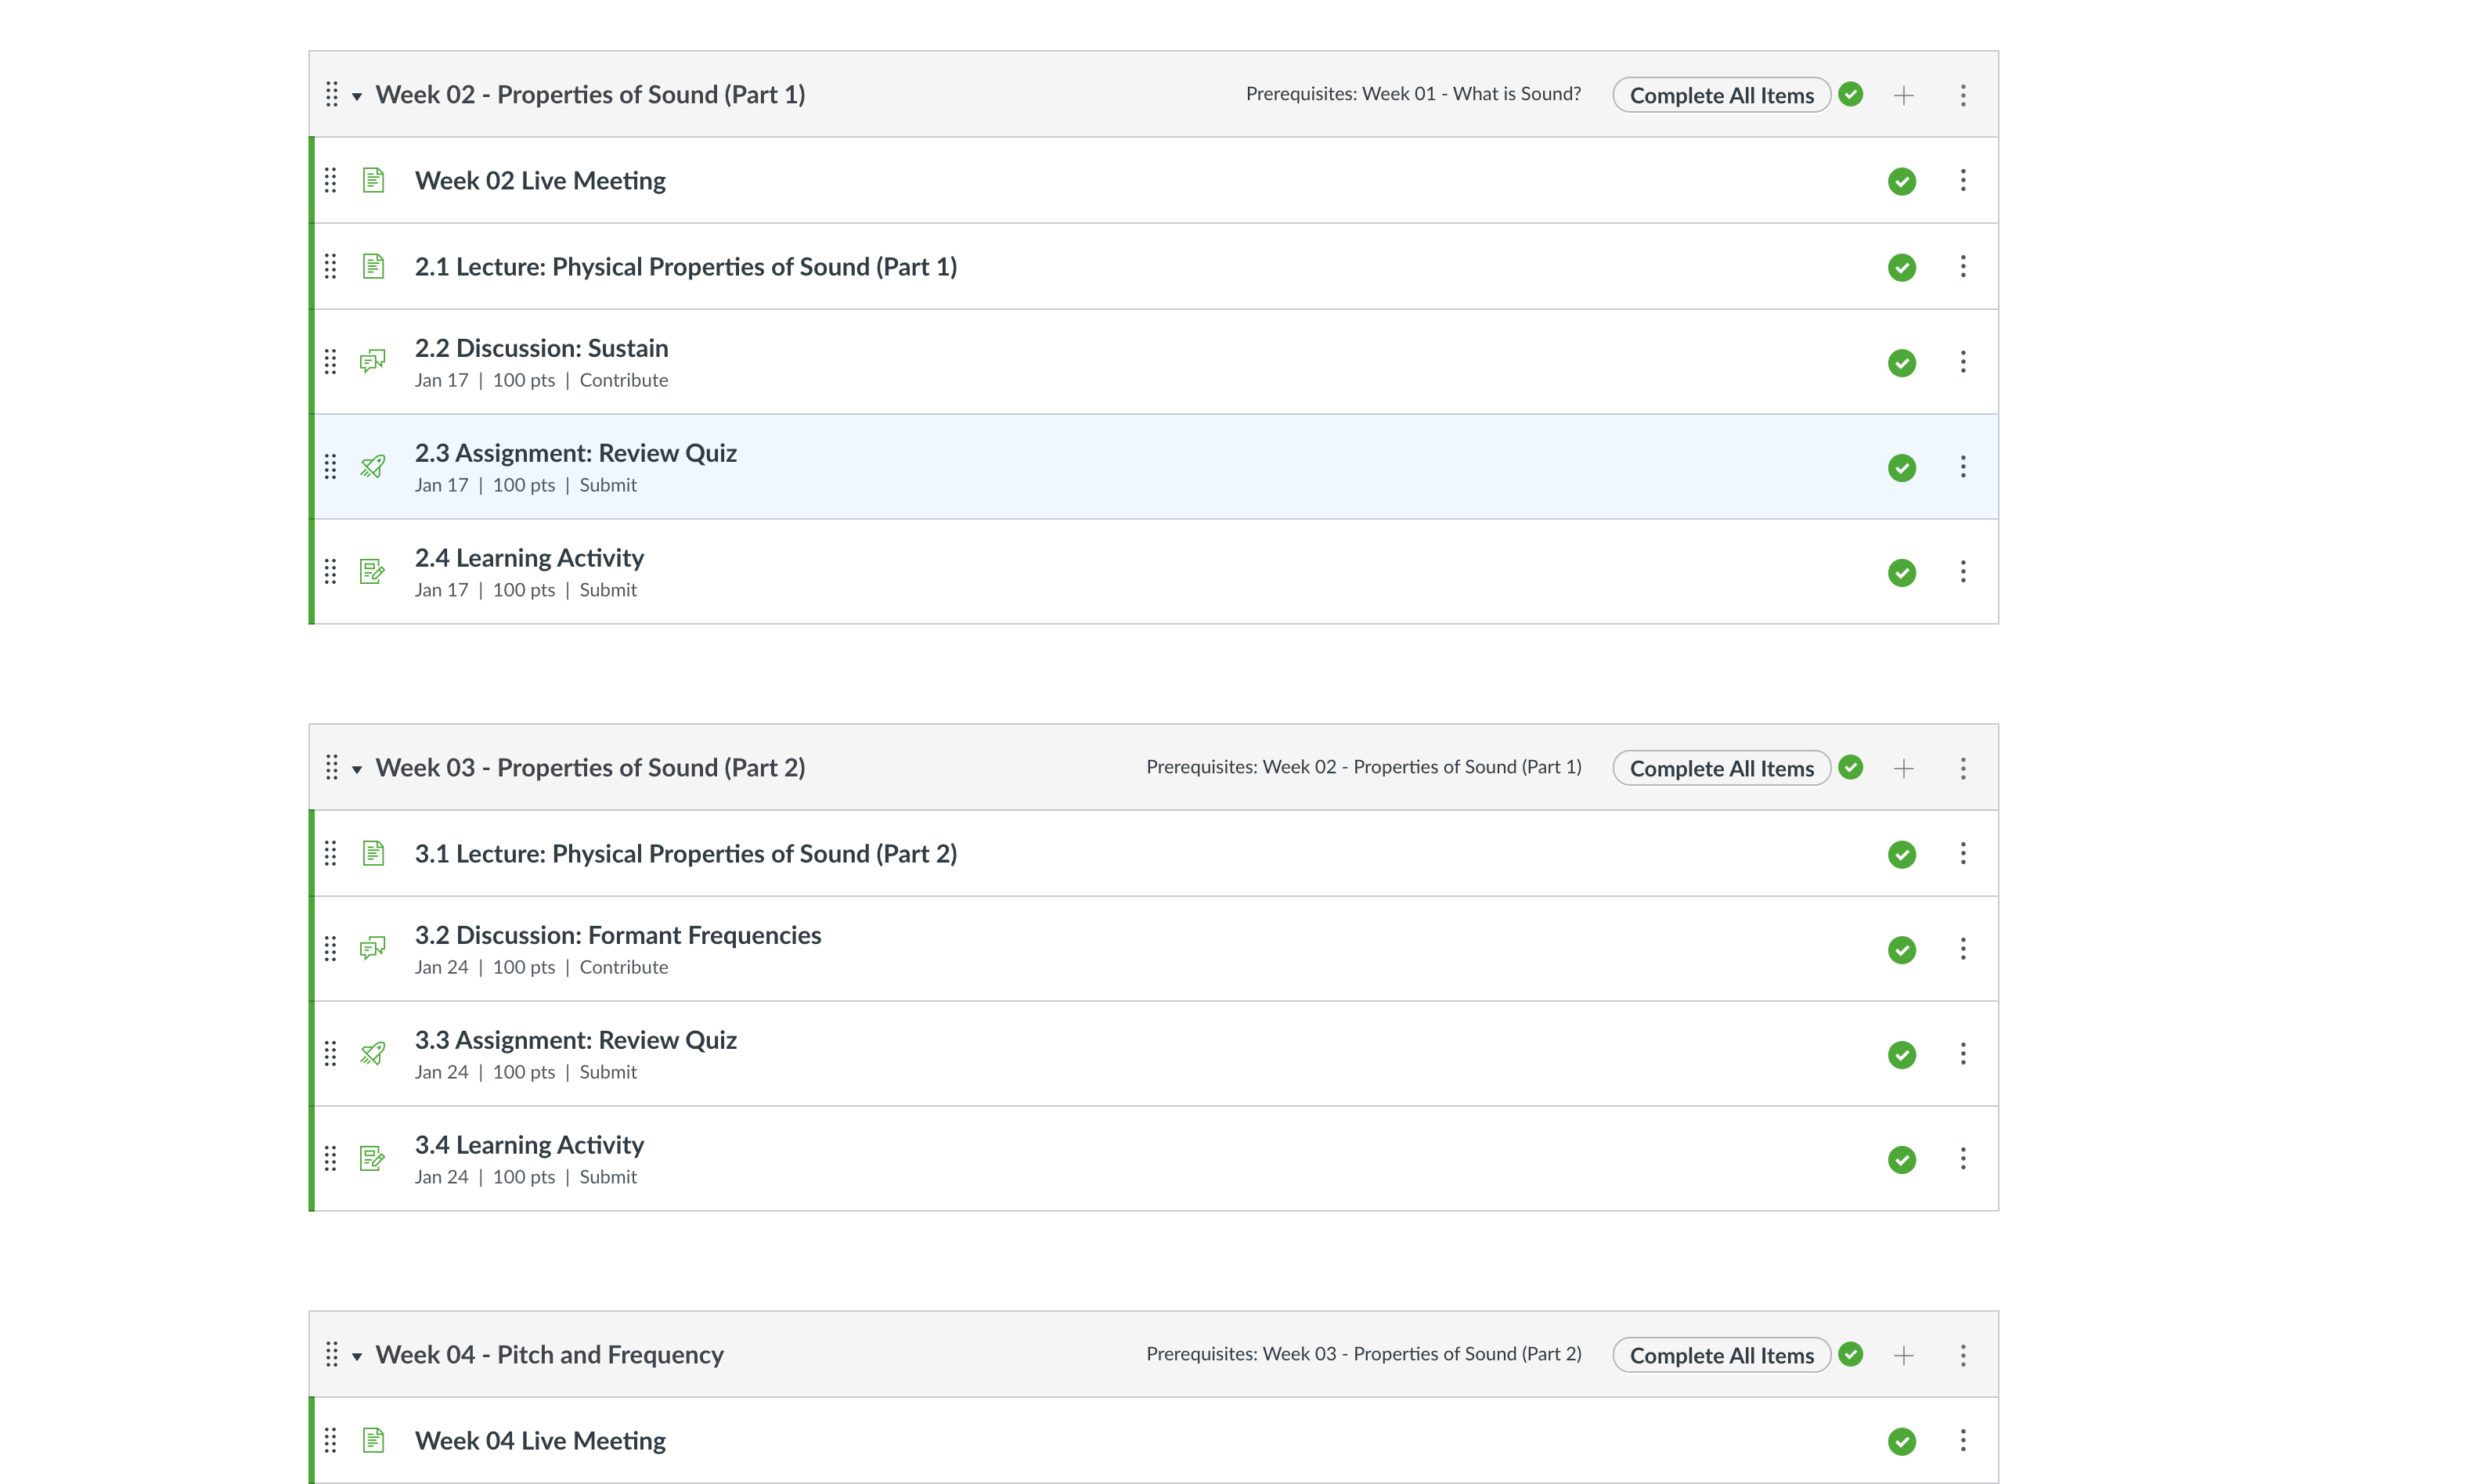 Week 02 - Properties of Sound (Part 1)
Prerequisites: Week 01 - What is Sound?
Complete All Items
Week 02 Live Meeting
2.1 Lecture: Physical Properties of Sound (Part 1)
2.2 Discussion: Sustain
Jan 17 | 100 pts | Contribute
2.3 Assignment: Review Quiz
Jan 17 | 100 pts | Submit
2.4 Learning Activity
Jan 17 | 100 pts | Submit
Week 03 - Properties of Sound (Part 2)
Prerequisites: Week 02 - Properties of Sound (Part 1)
Complete All Items
3.1 Lecture: Physical Properties of Sound (Part 2)
3.2 Discussion: Formant Frequencies
Jan 24 | 100 pts | Contribute
3.3 Assignment: Review Quiz
Jan 24 | 100 pts | Submit
3.4 Learning Activity
Jan 24 | 100 pts | Submit
Week 04 - Pitch and Frequency
Prerequisites: Week 03 - Properties of Sound (Part 2)
Complete All Items
Week 04 Live Meeting